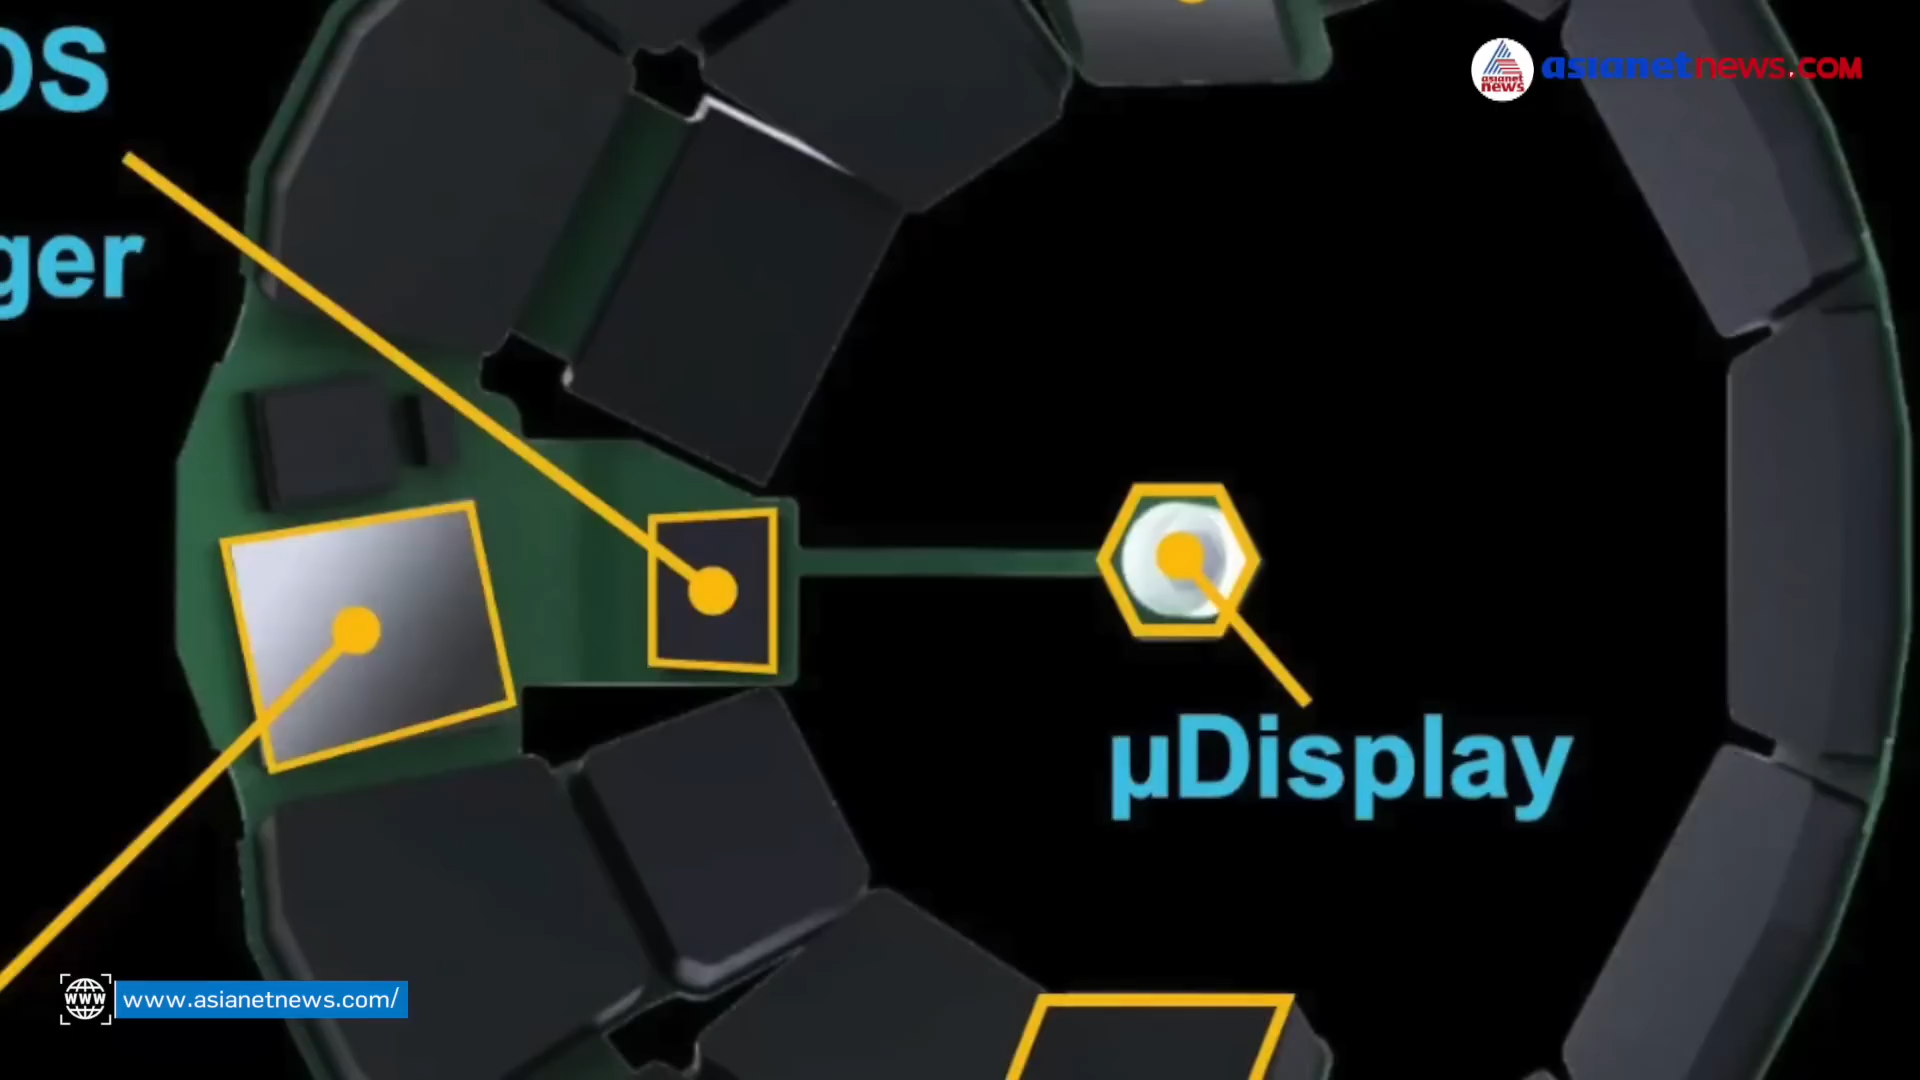 OS
asianet news
asianetnews.COM
ger
µDisplay
WWW
www.asianetnews.com/